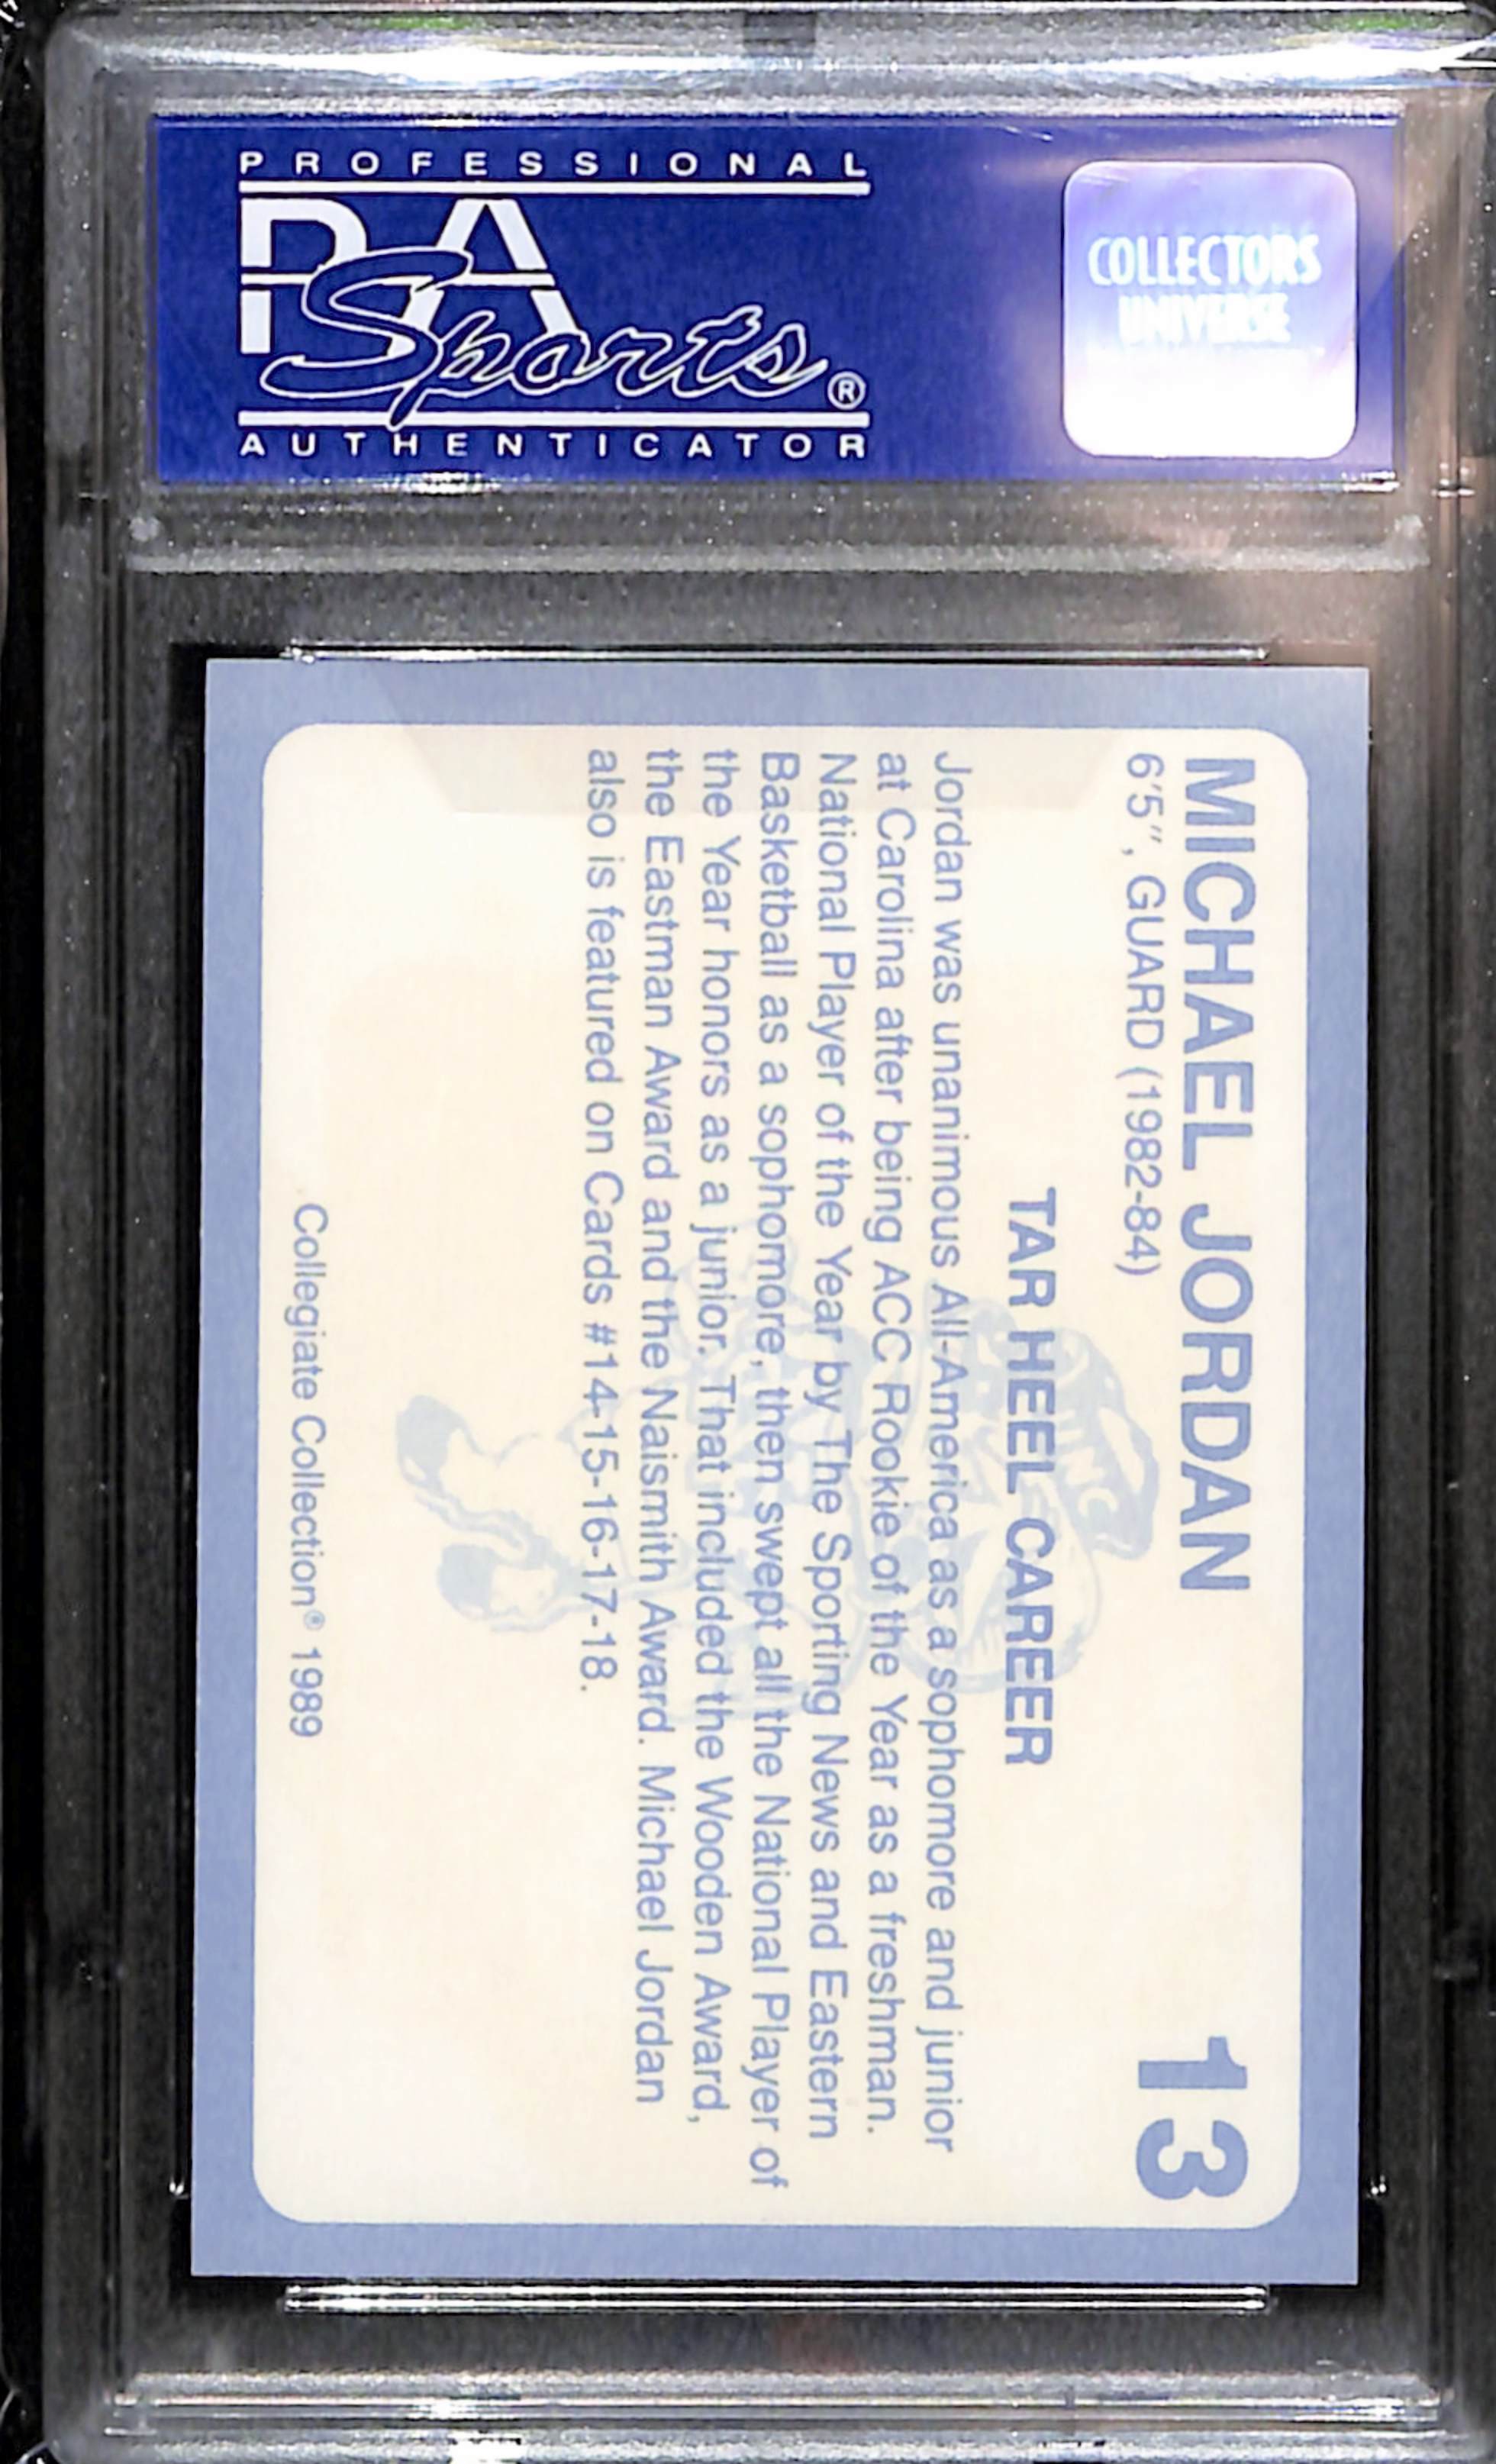 PROFESSIONAL
PSA
Sports®
AUTHENTICATOR
COLLECTORS
UNIVERSE
MICHAEL JORDAN 13
6'5", GUARD (1982-84)
TAR HEEL CAREER
Jordan was unanimous All-America as a sophomore and junior
at Carolina after being ACC Rookie of the Year as a freshman.
National Player of the Year by The Sporting News and Eastern
Basketball as a sophomore, then swept all the National Player of
the Year honors as a junior. That included the Wooden Award,
the Eastman Award and the Naismith Award. Michael Jordan
also is featured on Cards #14-15-16-17-18.
UNC
Collegiate Collection® 1989